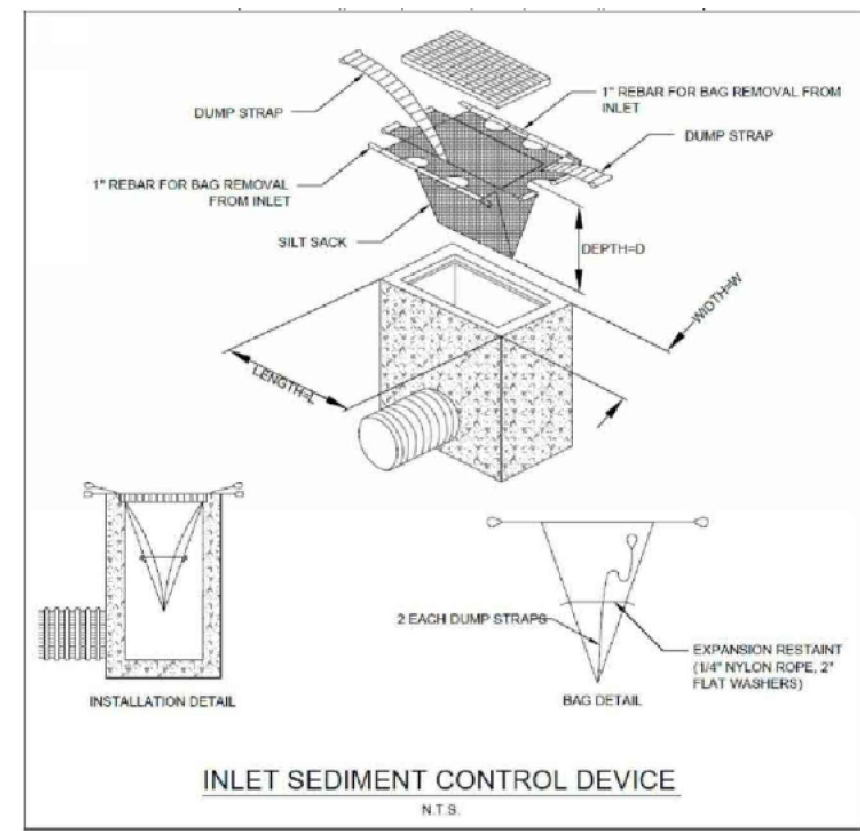 1" REBAR FOR BAG REMOVAL FROM
INLET
DUMP STRAP
DUMP STRAP
1" REBAR FOR BAG REMOVAL
FROM INLET
SILT SACK
DEPTH=D
WIDTH=W
LENGTH=L
2 EACH DUMP STRAPS
EXPANSION RESTAINT
(1/4" NYLON ROPE, 2"
FLAT WASHERS)
INSTALLATION DETAIL
BAG DETAIL
INLET SEDIMENT CONTROL DEVICE
N.T.S.